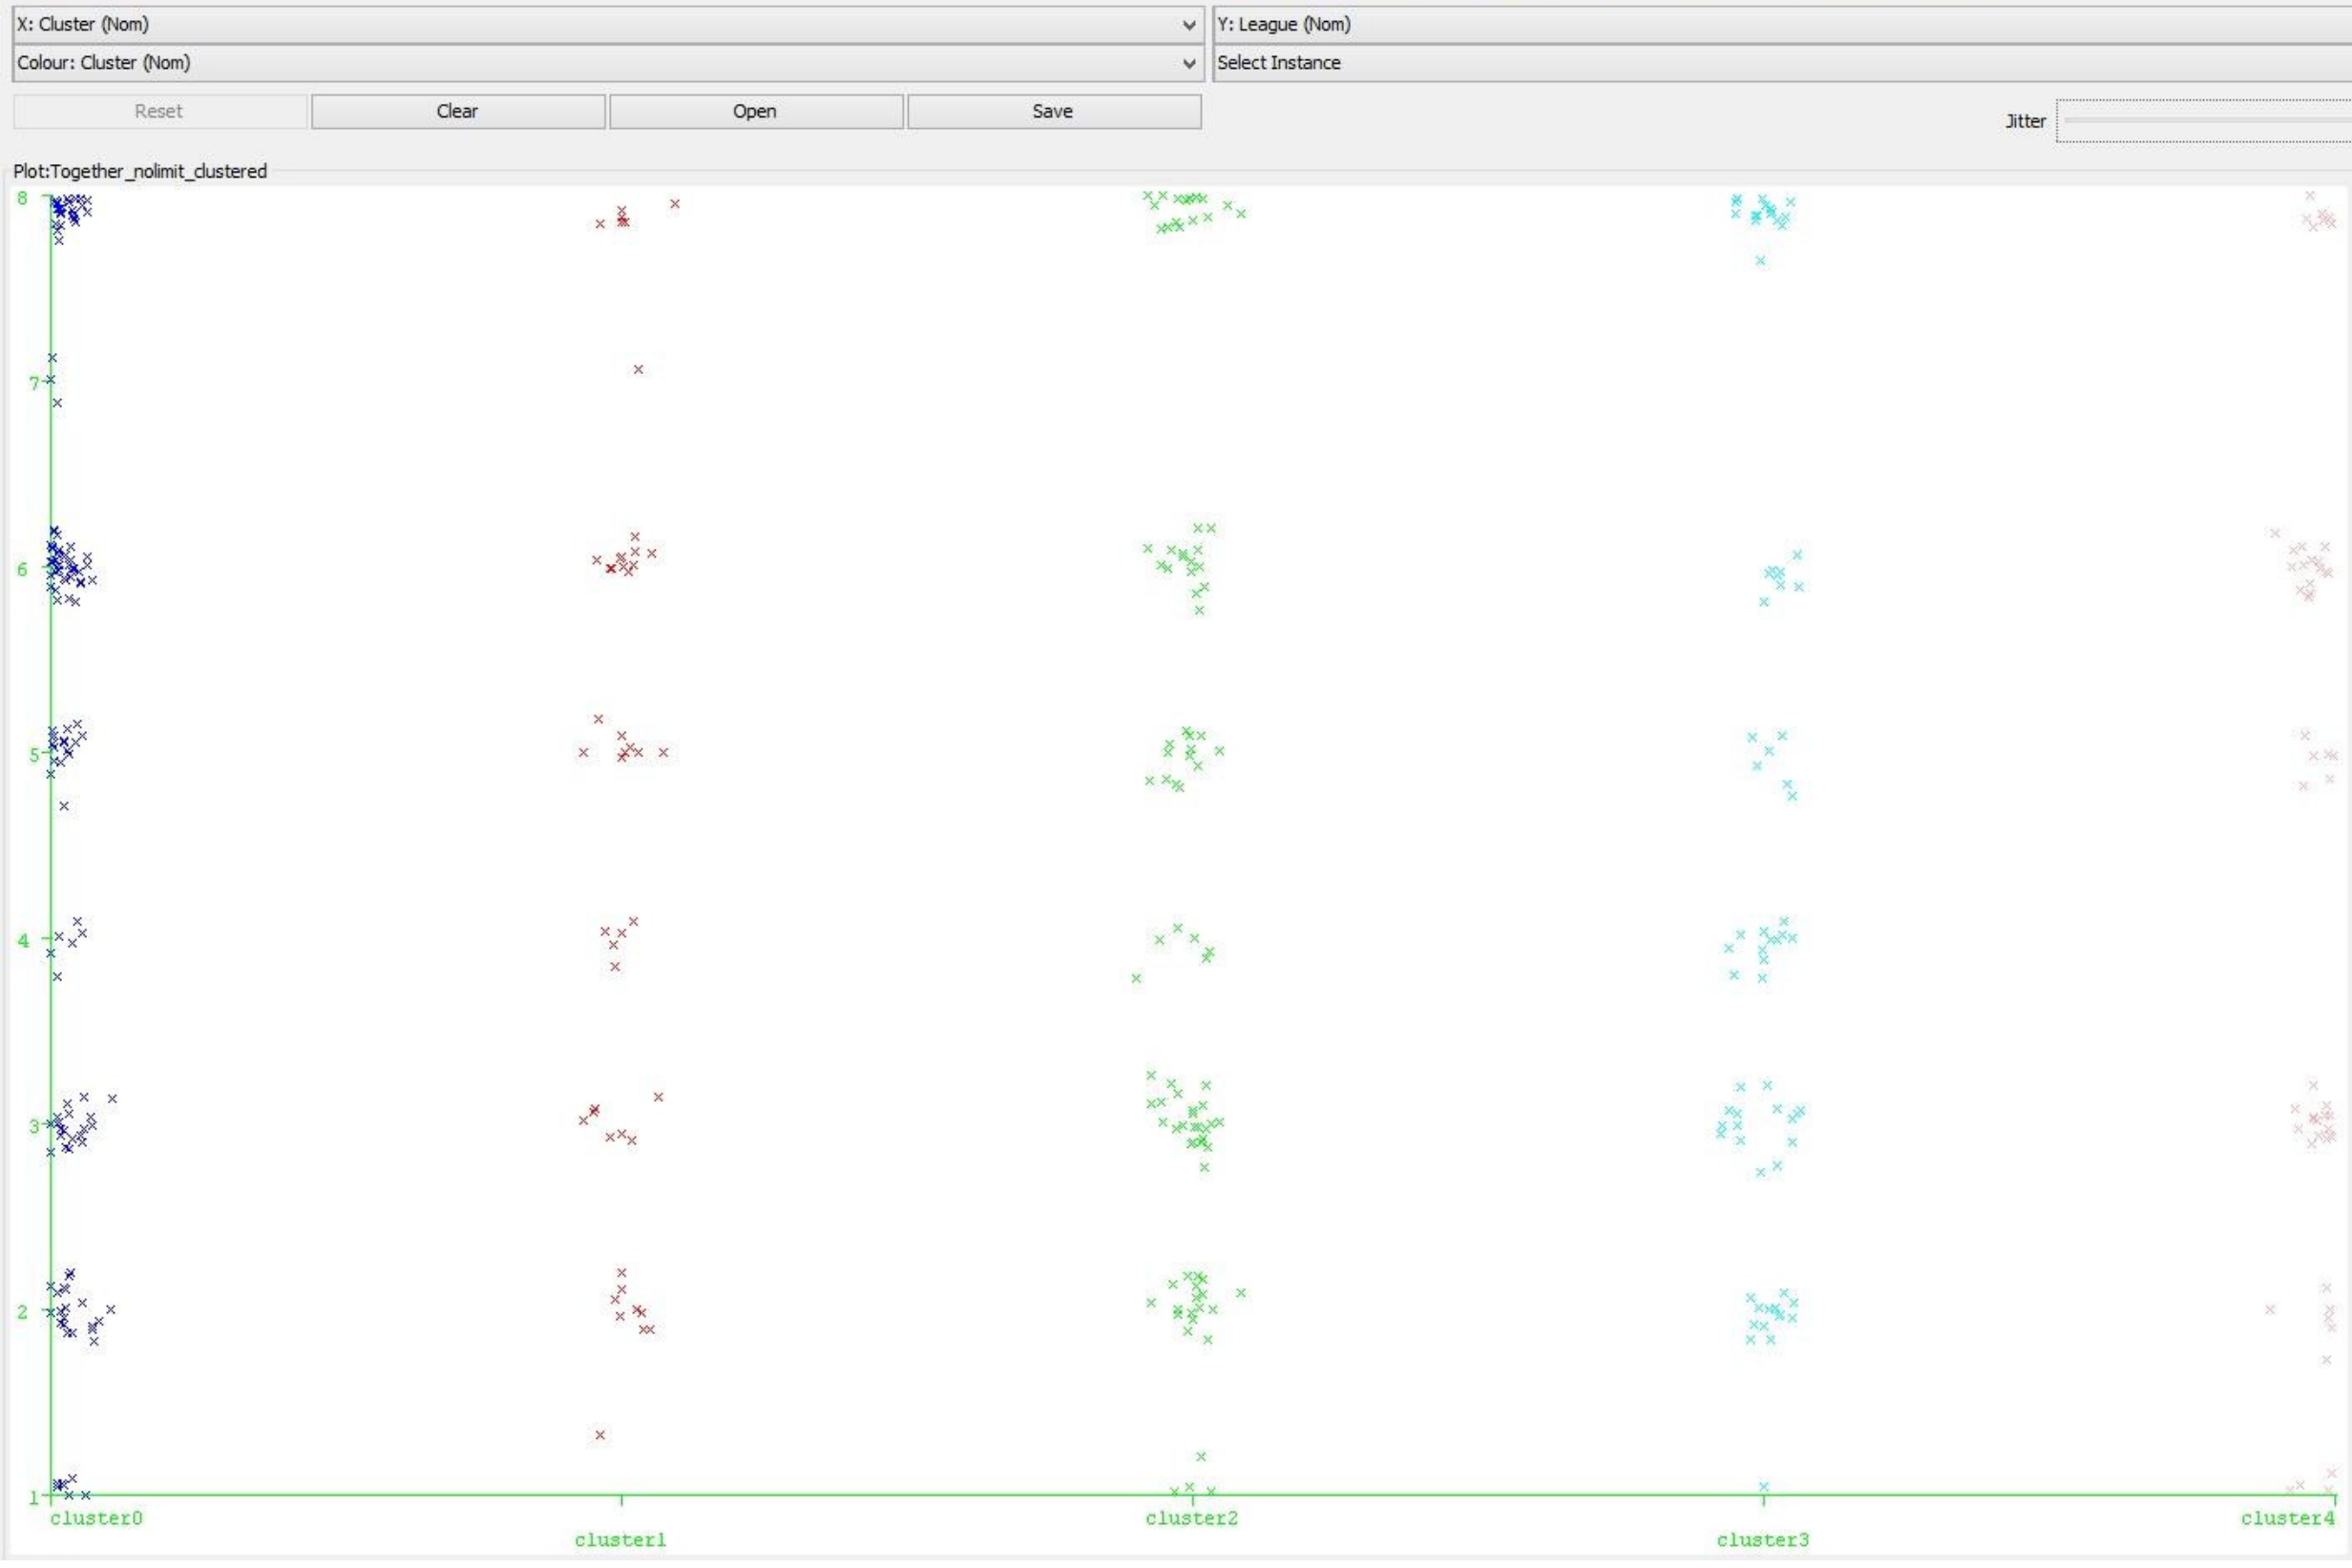 X: Cluster (Nom)
Y: League (Nom)
Colour: Cluster (Nom)
Select Instance
Reset
Clear
Open
Save
Jitter
Plot:Together_nolimit_clustered
8
7
6
5
4
3
2
1
cluster0
cluster1
cluster2
cluster3
cluster4